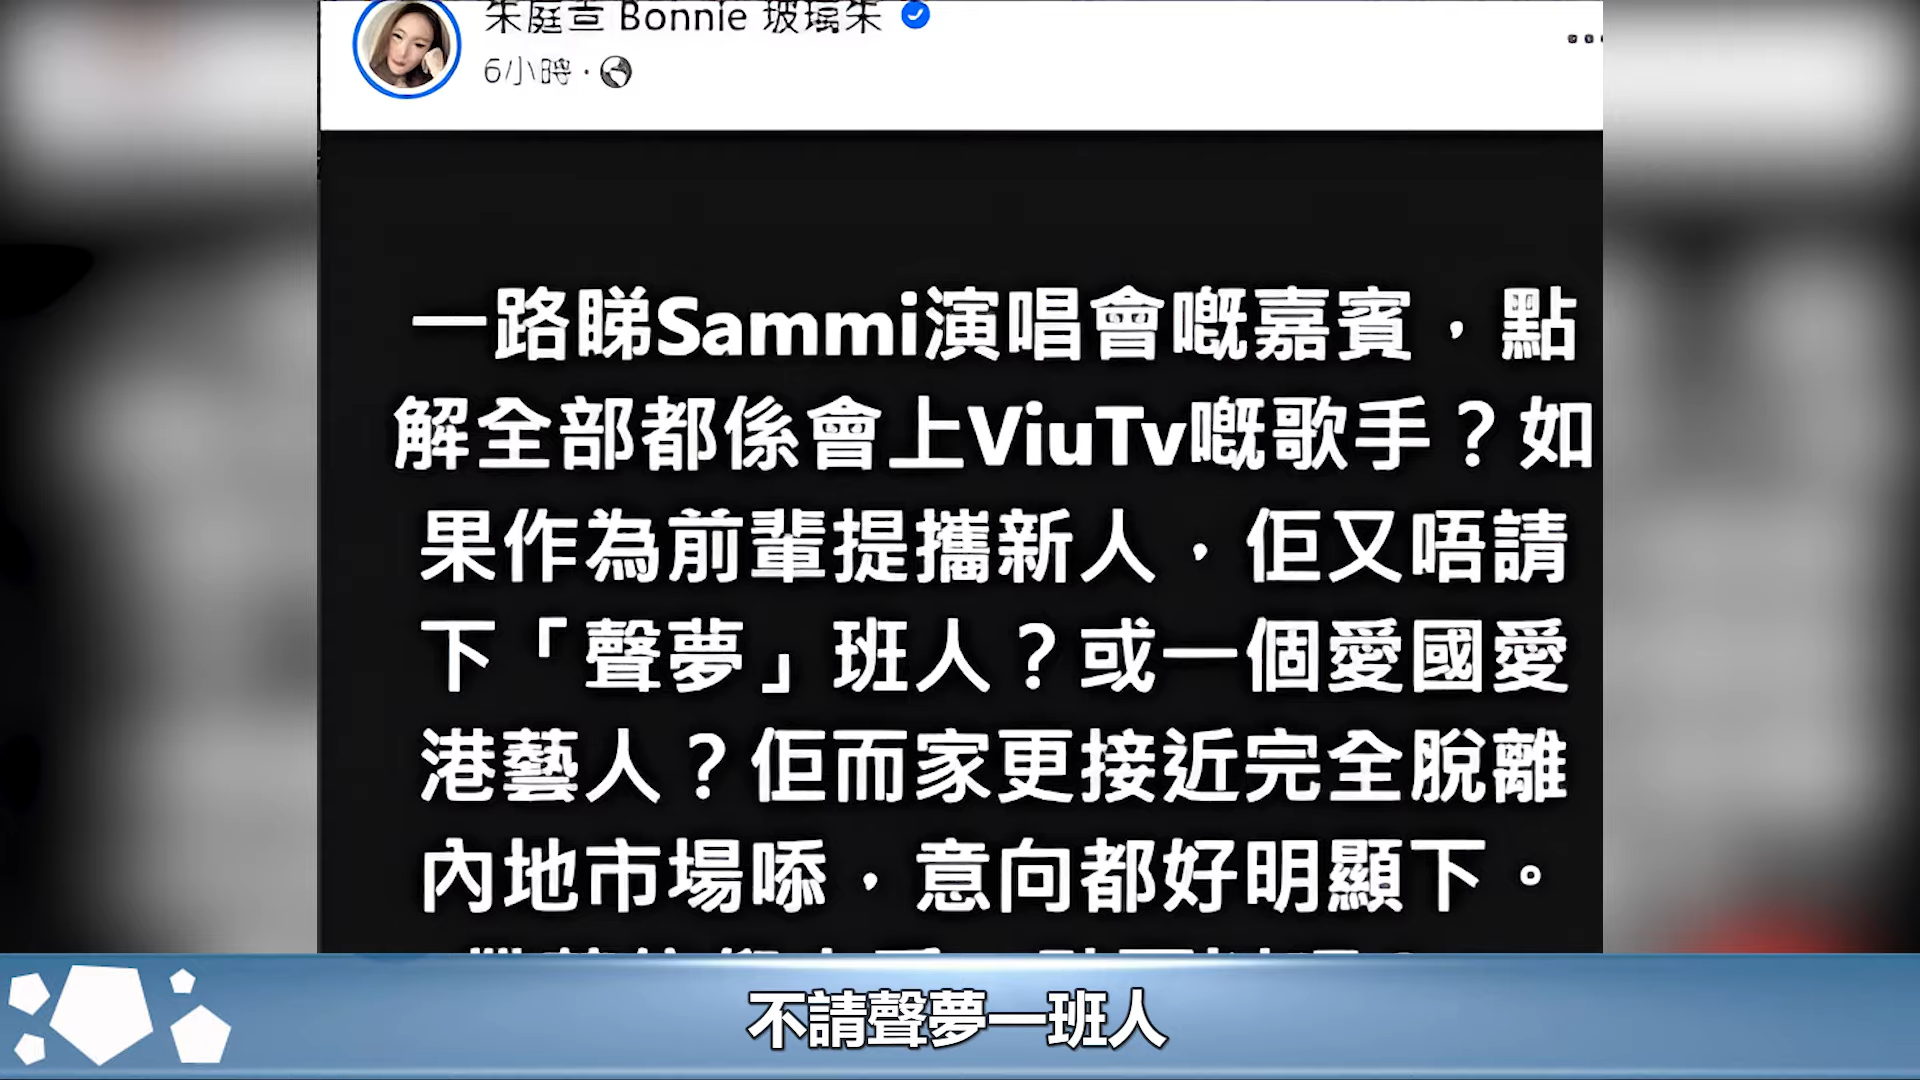 朱庭萱 Bonnie 玻璃朱
6小時
一路睇Sammi演唱會嘅嘉賓，點
解全部都係會上ViuTv嘅歌手？如
果作為前輩提攜新人，佢又唔請
下「聲夢」班人？或一個愛國愛
港藝人？佢而家更接近完全脫離
內地市場㗎，意向都好明顯下。
不請聲夢一班人